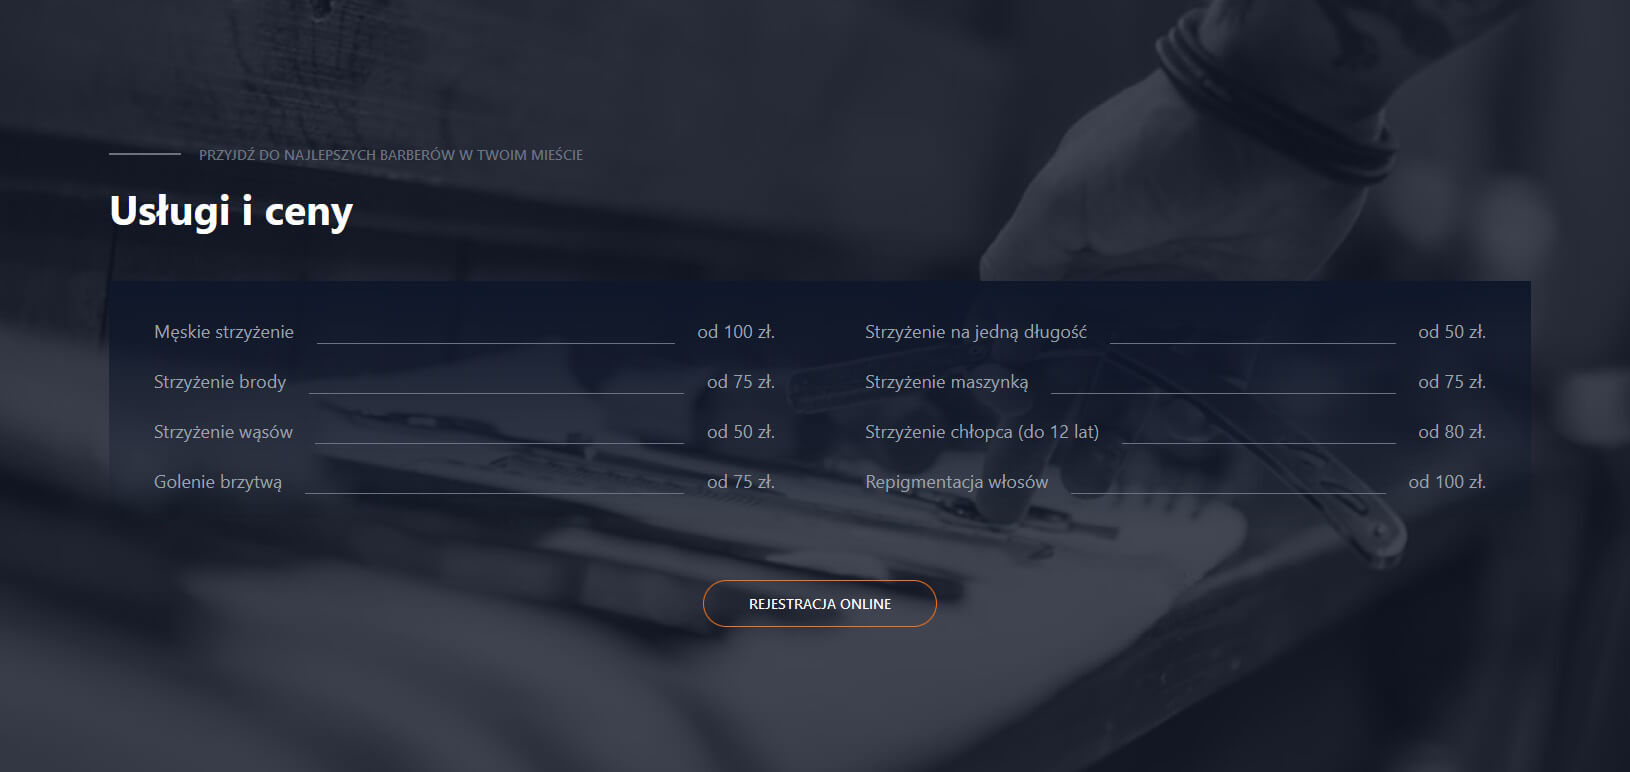 PRZYJDŹ DO NAJLEPSZYCH BARBERÓW W TWOIM MIEŚCIE
Usługi i ceny
Męskie strzyżenie od 100 zł.
Strzyżenie brody od 75 zł.
Strzyżenie wąsów od 50 zł.
Golenie brzytwą od 75 zł.
Strzyżenie na jedną długość od 50 zł.
Strzyżenie maszynką od 75 zł.
Strzyżenie chłopca (do 12 lat) od 80 zł.
Repigmentacja włosów od 100 zł.
REJESTRACJA ONLINE